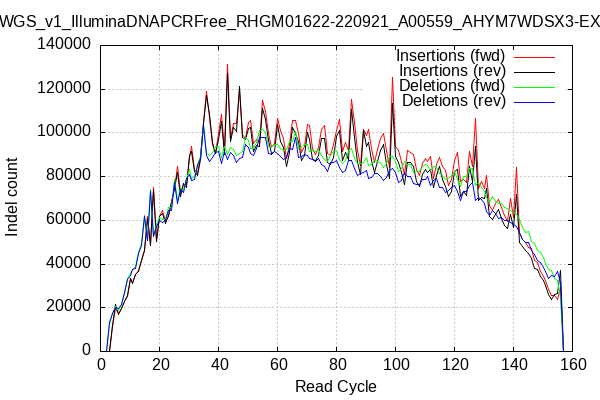 WGS_v1_IlluminaDNAPCRFree_RHGM01622-220921_A00559_AHYM7WDSX3-EX
Insertions (fwd)
Insertions (rev)
Deletions (fwd)
Deletions (rev)
Indel count
140000
120000
100000
80000
60000
40000
20000
0
0 20 40 60 80 100 120 140 160
Read Cycle